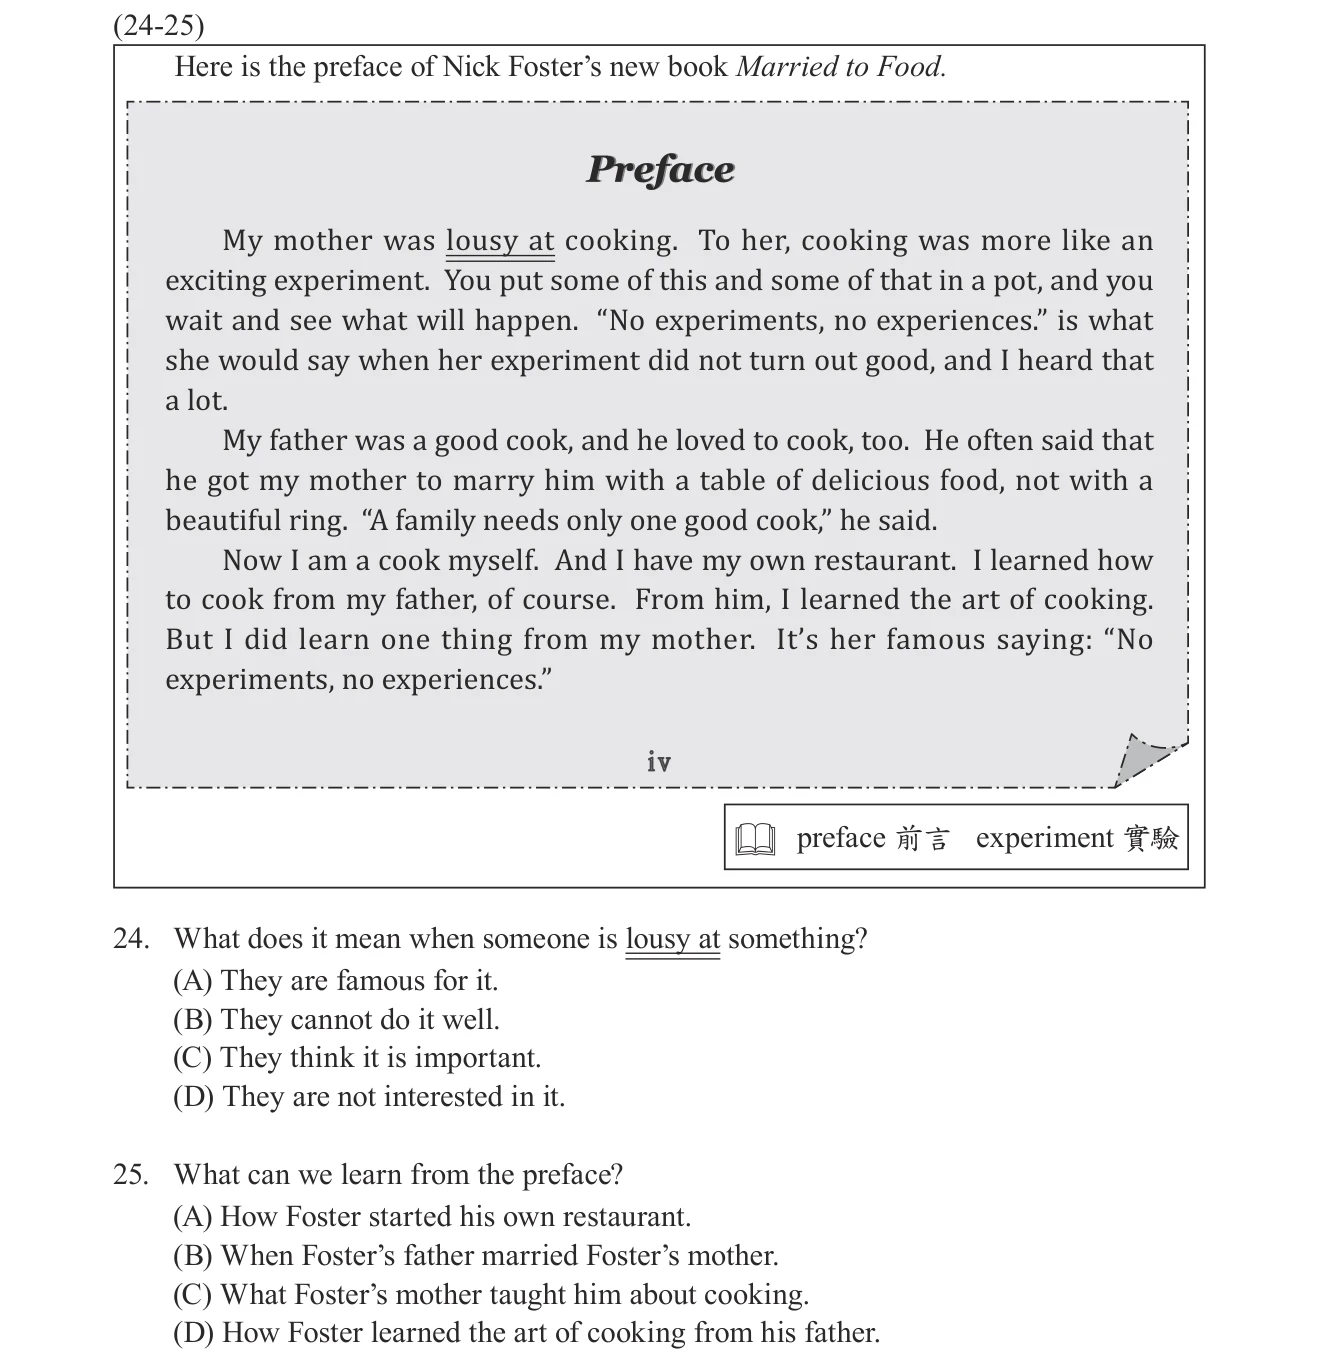 (24-25)
Here is the preface of Nick Foster’s new book Married to Food.
Preface
My mother was lousy at cooking. To her, cooking was more like an
exciting experiment. You put some of this and some of that in a pot, and you
wait and see what will happen. “No experiments, no experiences.” is what
she would say when her experiment did not turn out good, and I heard that
a lot.
My father was a good cook, and he loved to cook, too. He often said that
he got my mother to marry him with a table of delicious food, not with a
beautiful ring. “A family needs only one good cook,” he said.
Now I am a cook myself. And I have my own restaurant. I learned how
to cook from my father, of course. From him, I learned the art of cooking.
But I did learn one thing from my mother. It’s her famous saying: “No
experiments, no experiences.”
iv
preface 前言 experiment 實驗
24. What does it mean when someone is lousy at something?
(A) They are famous for it.
(B) They cannot do it well.
(C) They think it is important.
(D) They are not interested in it.
25. What can we learn from the preface?
(A) How Foster started his own restaurant.
(B) When Foster’s father married Foster’s mother.
(C) What Foster’s mother taught him about cooking.
(D) How Foster learned the art of cooking from his father.